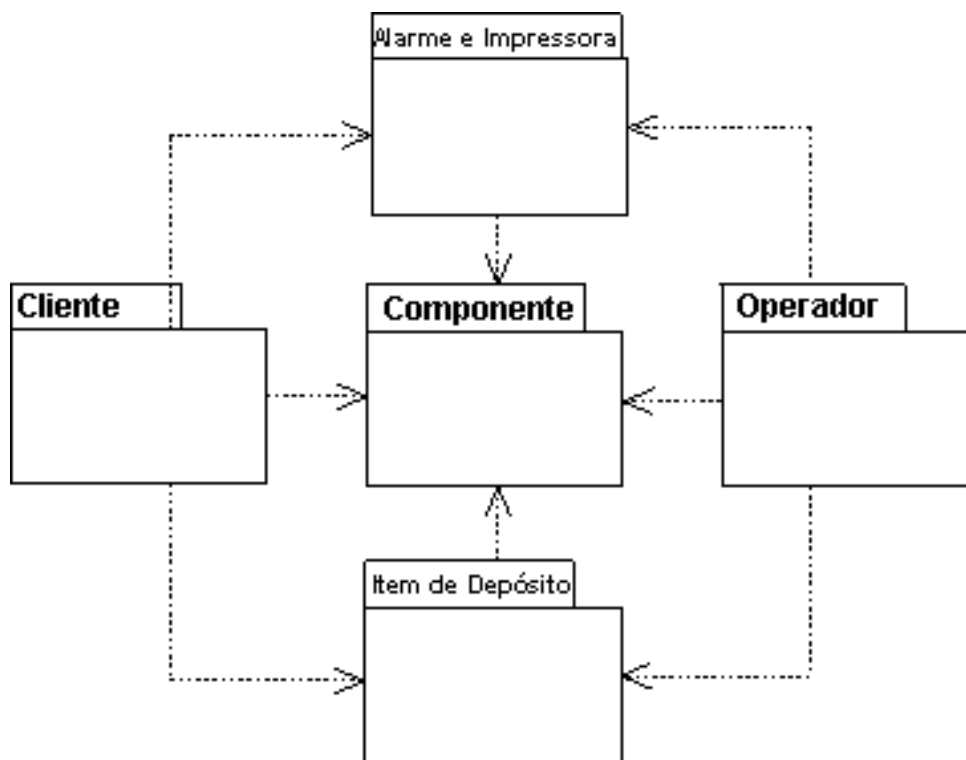 Alarme e Impressora
Cliente
Componente
Operador
Item de Depósito